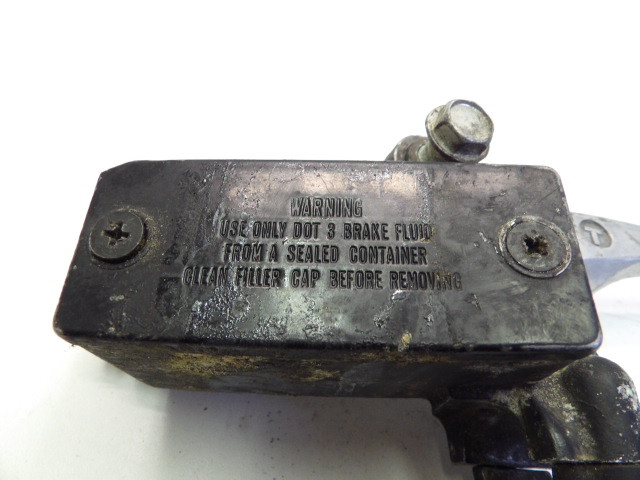 WARNING
USE ONLY DOT 3 BRAKE FLUID
FROM A SEALED CONTAINER
CLEAN FILLER CAP BEFORE REMOVING
T